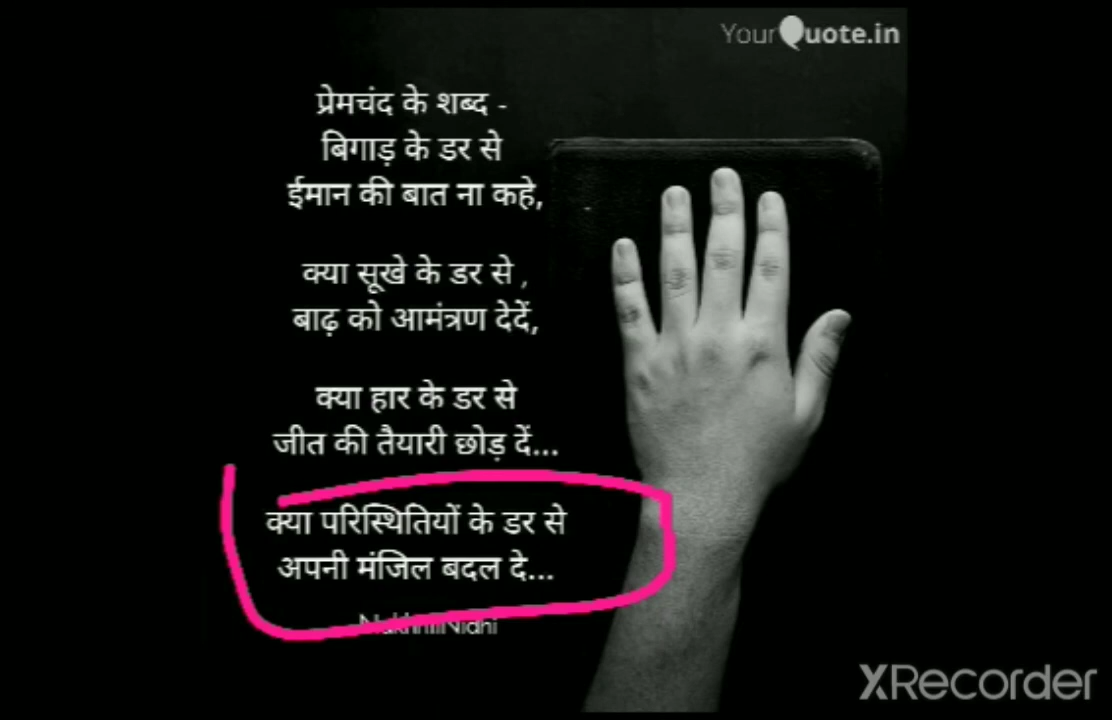 YourQuote.in
प्रेमचंद के शब्द -
बिगाड़ के डर से
ईमान की बात ना कहे,
क्या सूखे के डर से ,
बाढ़ को आमंत्रण देदें,
क्या हार के डर से
जीत की तैयारी छोड़ दें...
क्या परिस्थितियों के डर से
अपनी मंजिल बदल दे...
XRecorder